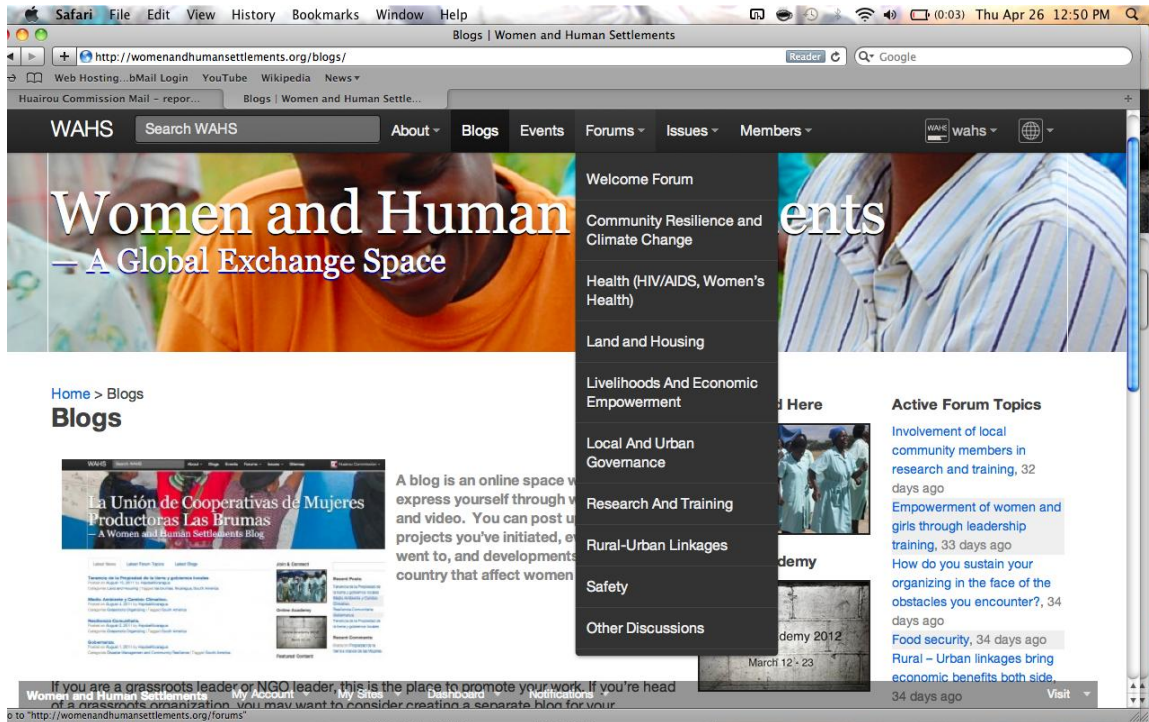 Safari File Edit View History Bookmarks Window Help
(0:03) Thu Apr 26 12:50 PM
Blogs | Women and Human Settlements
http://womenandhumansettlements.org/blogs/
Reader
Google
Web Hosting...bMail Login YouTube Wikipedia News
Huairou Commission Mail – repor...
Blogs | Women and Human Settle...
WAHS
Search WAHS
About Blogs Events Forums Issues Members
wahs
Women and Human
ents
— A Global Exchange Space
Welcome Forum
Community Resilience and
Climate Change
Health (HIV/AIDS, Women's
Health)
Land and Housing
Livelihoods And Economic
Empowerment
Local And Urban
Governance
Research And Training
Rural-Urban Linkages
Safety
Other Discussions
Home > Blogs
Blogs
La Unión de Cooperativas de Mujeres
Productoras Las Brumas
— A Women and Human Settlements Blog
A blog is an online space w
express yourself through w
and video. You can post u
projects you've initiated, e
went to, and developments
country that affect women
If you are a grassroots leader or NGO leader, this is the place to promote your work. If you're head
of a grassroots organization, you may want to consider creating a separate blog for your
d Here
demy
demy 2012
March 12 - 23
Active Forum Topics
Involvement of local
community members in
research and training, 32
days ago
Empowerment of women and
girls through leadership
training, 33 days ago
How do you sustain your
organizing in the face of the
obstacles you encounter?, 34
days ago
Food security, 34 days ago
Rural – Urban linkages bring
economic benefits both side,
34 days ago
Women and Human Settlements My Account My Sites Dashboard Notifications Visit
o to "http://womenandhumansettlements.org/forums"